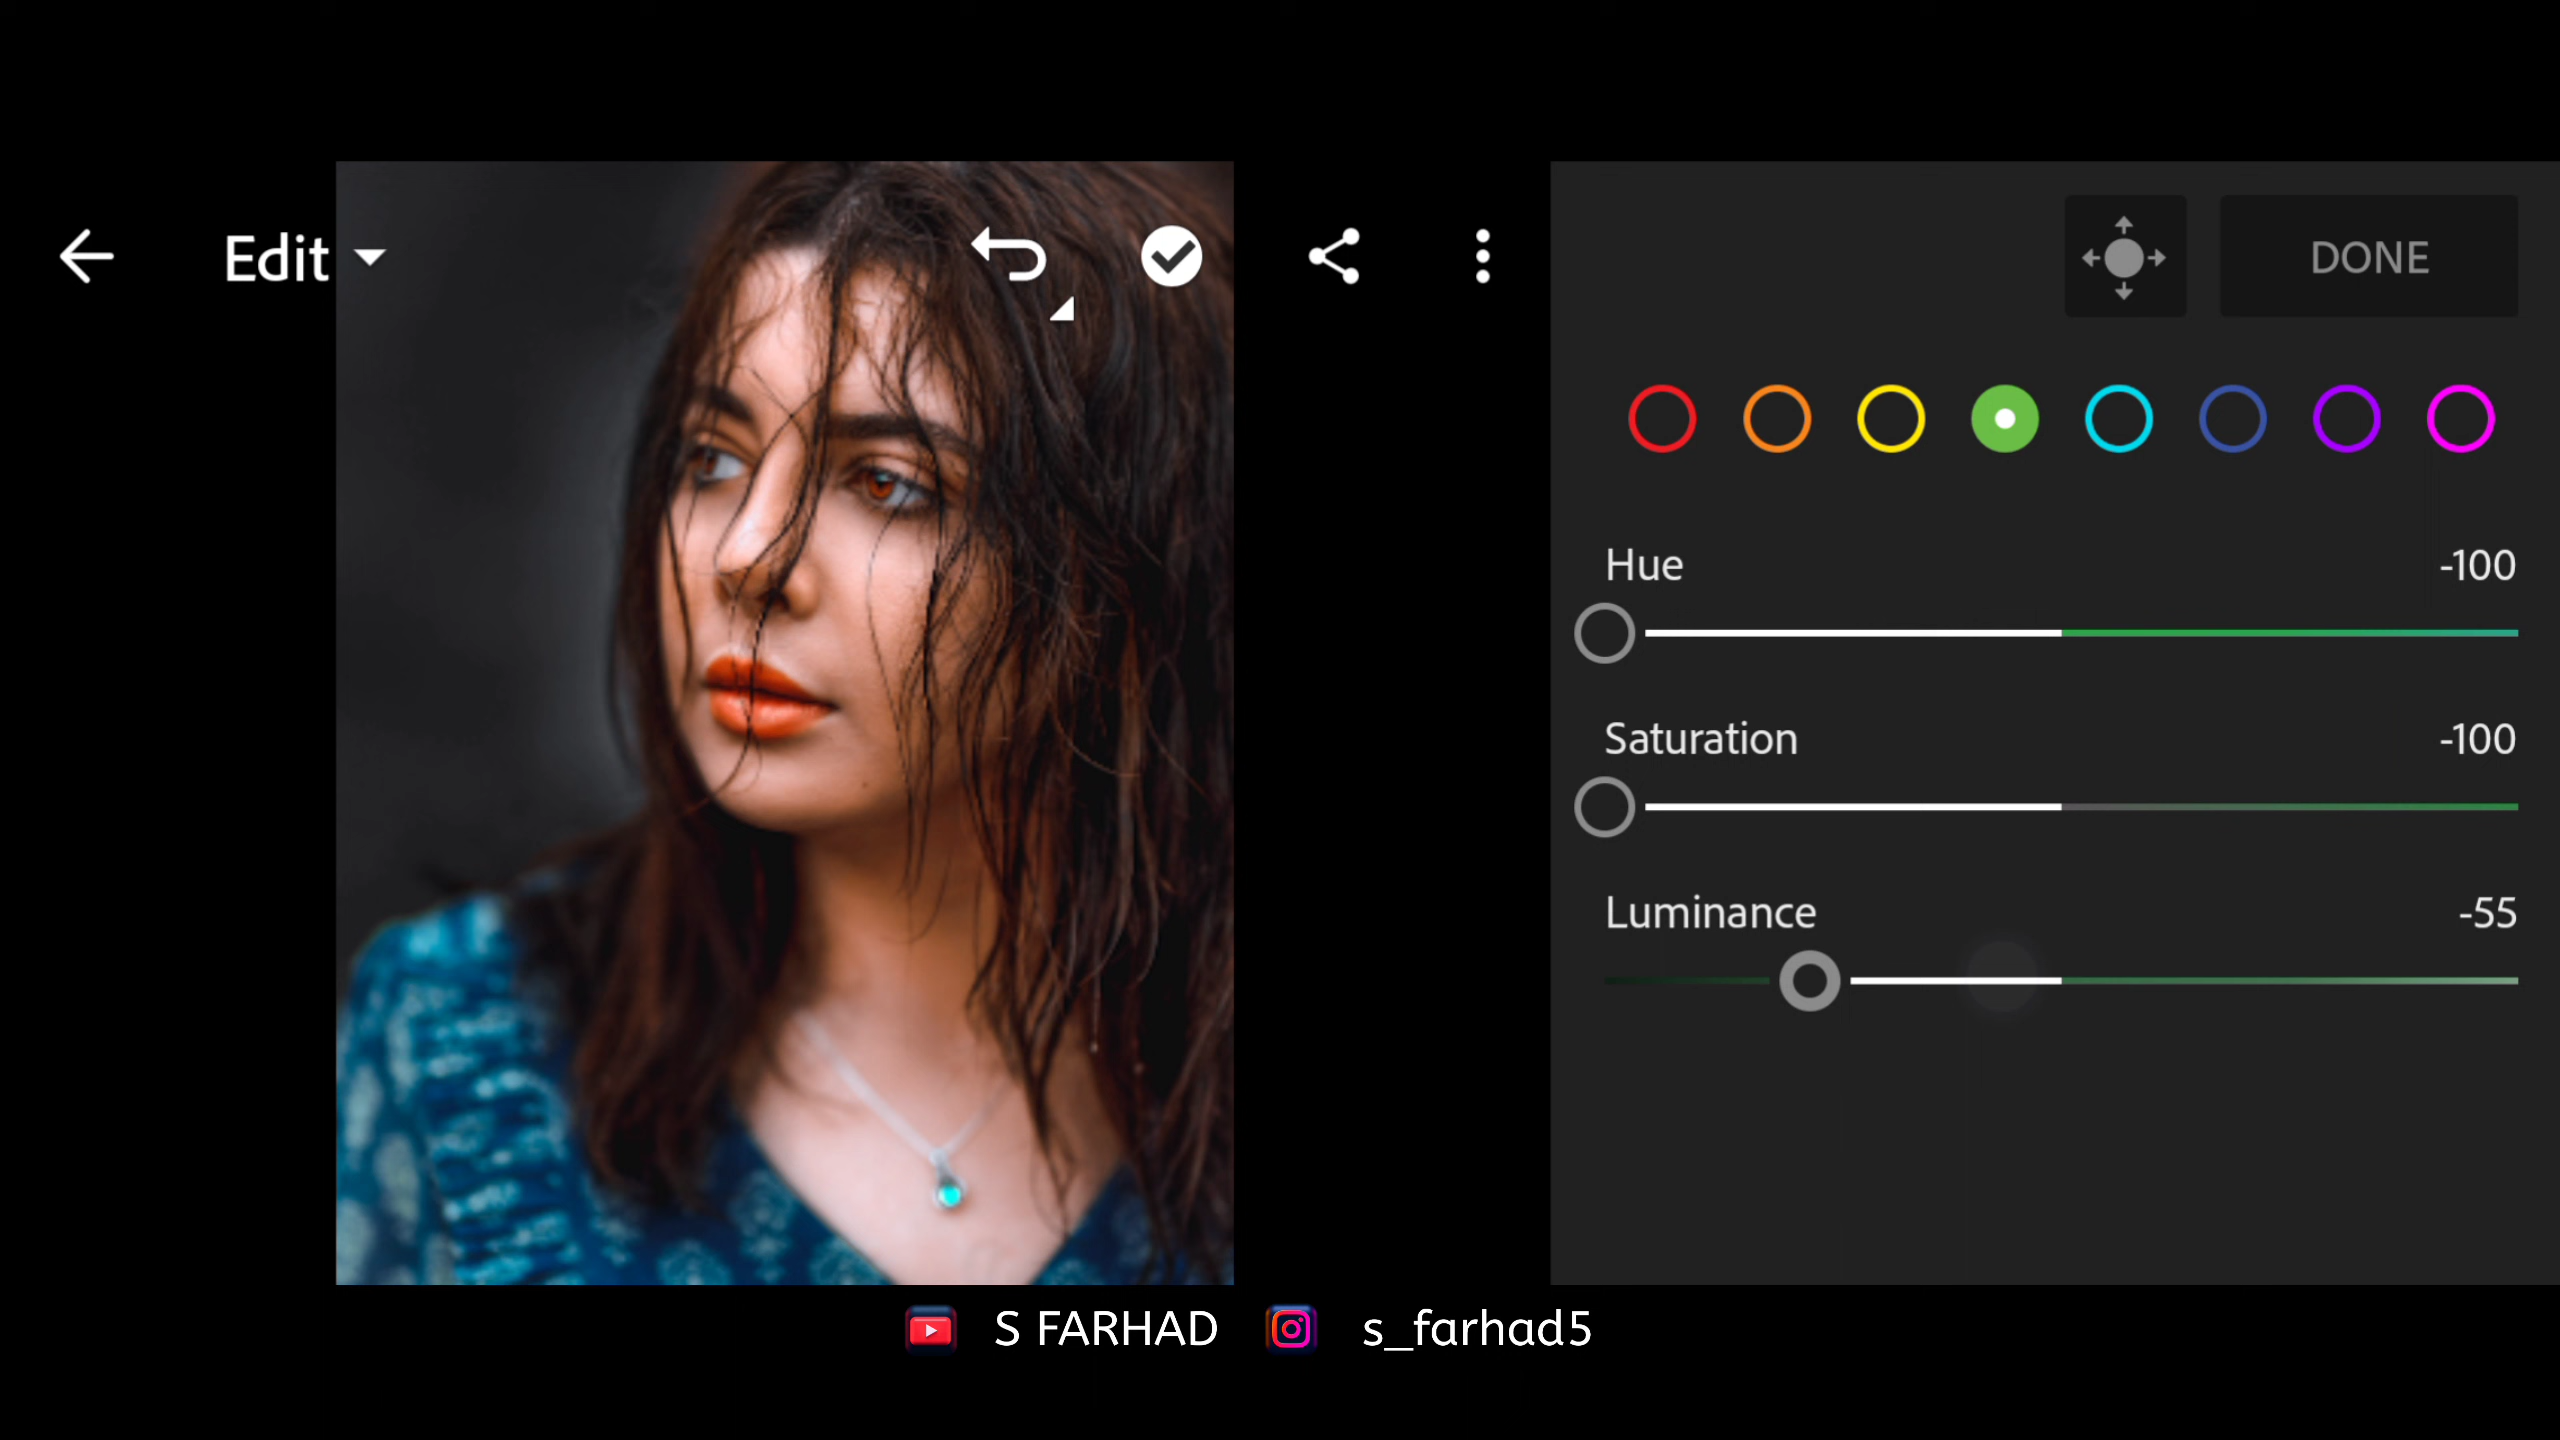 Edit
DONE
Hue -100
Saturation -100
Luminance -55
S FARHAD s_farhad5